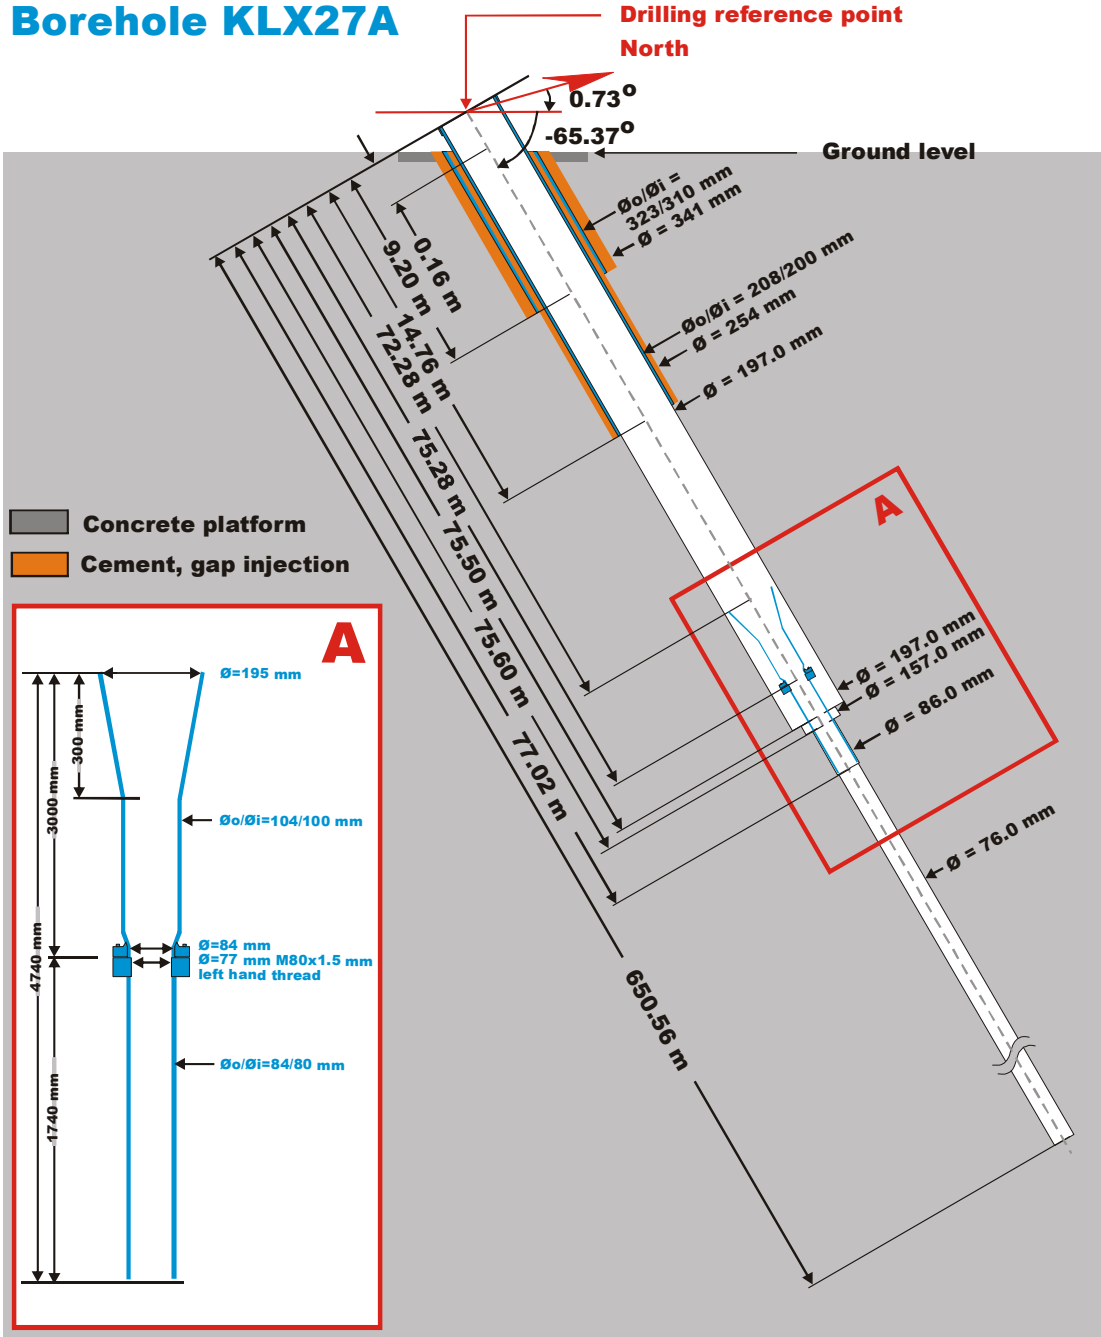 Borehole KLX27A
Drilling reference point
North
0.73°
-65.37°
Ground level
Øo/Øi =
323/310 mm
Ø = 341 mm
Øo/Øi = 208/200 mm
Ø = 254 mm
Ø = 197.0 mm
0.16 m
9.20 m
14.76 m
72.28 m
75.28 m
75.50 m
75.60 m
77.02 m
650.56 m
A
Ø = 197.0 mm
Ø = 157.0 mm
Ø = 86.0 mm
Ø = 76.0 mm
Concrete platform
Cement, gap injection
A
Ø=195 mm
300 mm
3000 mm
Øo/Øi=104/100 mm
4740 mm
Ø=84 mm
Ø=77 mm M80x1.5 mm
left hand thread
Øo/Øi=84/80 mm
1740 mm